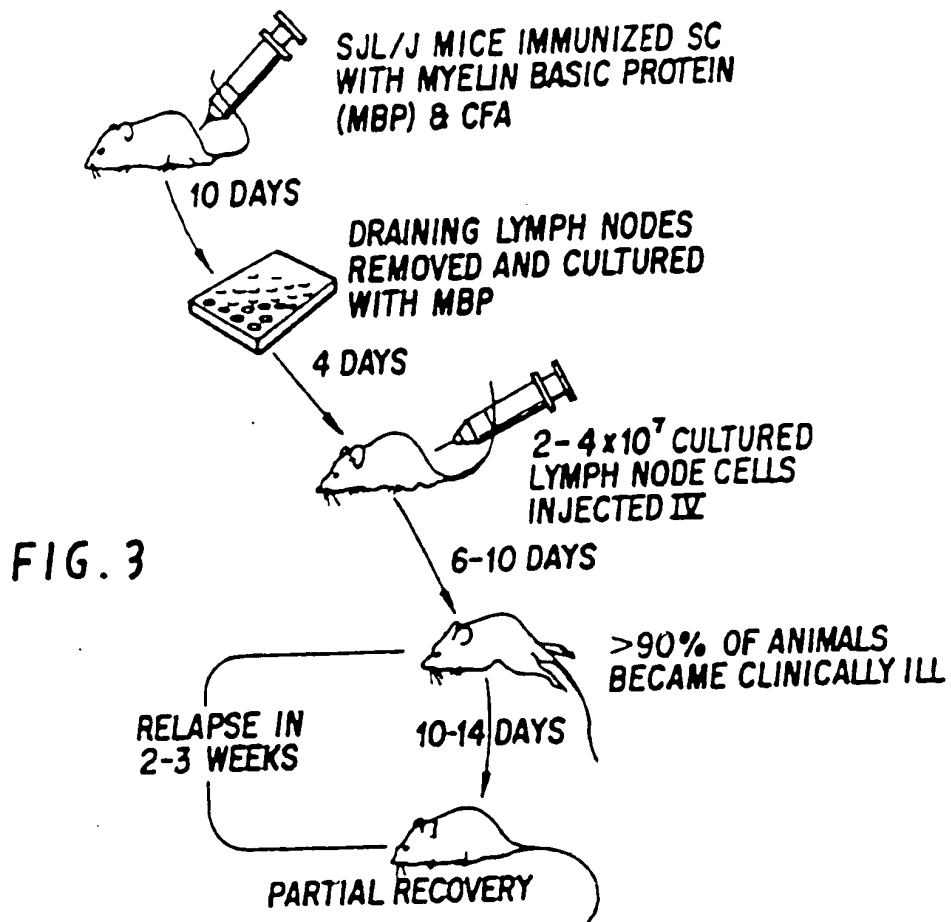 SJL/J MICE IMMUNIZED SC
WITH MYELIN BASIC PROTEIN
(MBP) & CFA
10 DAYS
DRAINING LYMPH NODES
REMOVED AND CULTURED
WITH MBP
4 DAYS
2-4x10⁷ CULTURED
LYMPH NODE CELLS
INJECTED IV
FIG. 3
6-10 DAYS
>90% OF ANIMALS
BECAME CLINICALLY ILL
RELAPSE IN
2-3 WEEKS
10-14 DAYS
PARTIAL RECOVERY